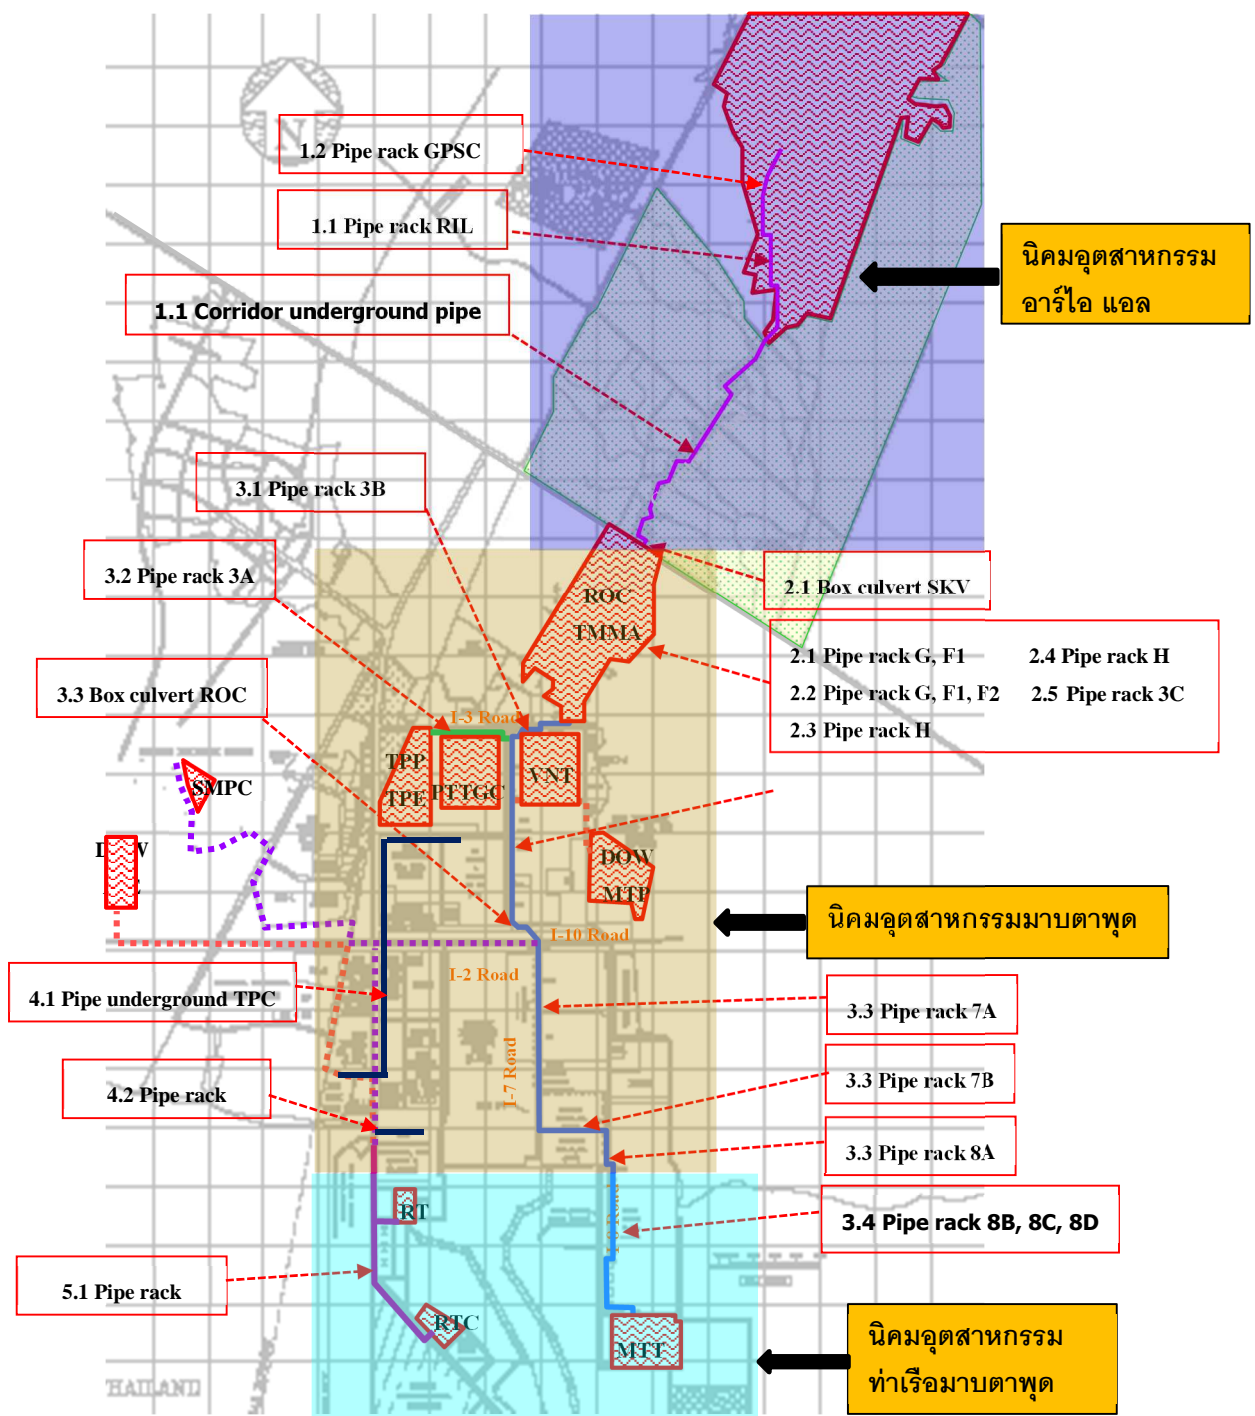 N
1.2 Pipe rack GPSC
1.1 Pipe rack RIL
นิคมอุตสาหกรรม
อาร์ไอ แอล
1.1 Corridor underground pipe
3.1 Pipe rack 3B
3.2 Pipe rack 3A
2.1 Box culvert SKV
ROC
TMMA
2.1 Pipe rack G, F1
2.4 Pipe rack H
2.2 Pipe rack G, F1, F2
2.5 Pipe rack 3C
2.3 Pipe rack H
3.3 Box culvert ROC
I-3 Road
TPP
TPE
PTTGC
VNT
SMPC
DOW
MTP
นิคมอุตสาหกรรมมาบตาพุด
I-10 Road
I-2 Road
4.1 Pipe underground TPC
3.3 Pipe rack 7A
I-7 Road
3.3 Pipe rack 7B
4.2 Pipe rack
3.3 Pipe rack 8A
RT
3.4 Pipe rack 8B, 8C, 8D
5.1 Pipe rack
RTC
MTT
นิคมอุตสาหกรรม
ท่าเรือมาบตาพุด
THAILAND